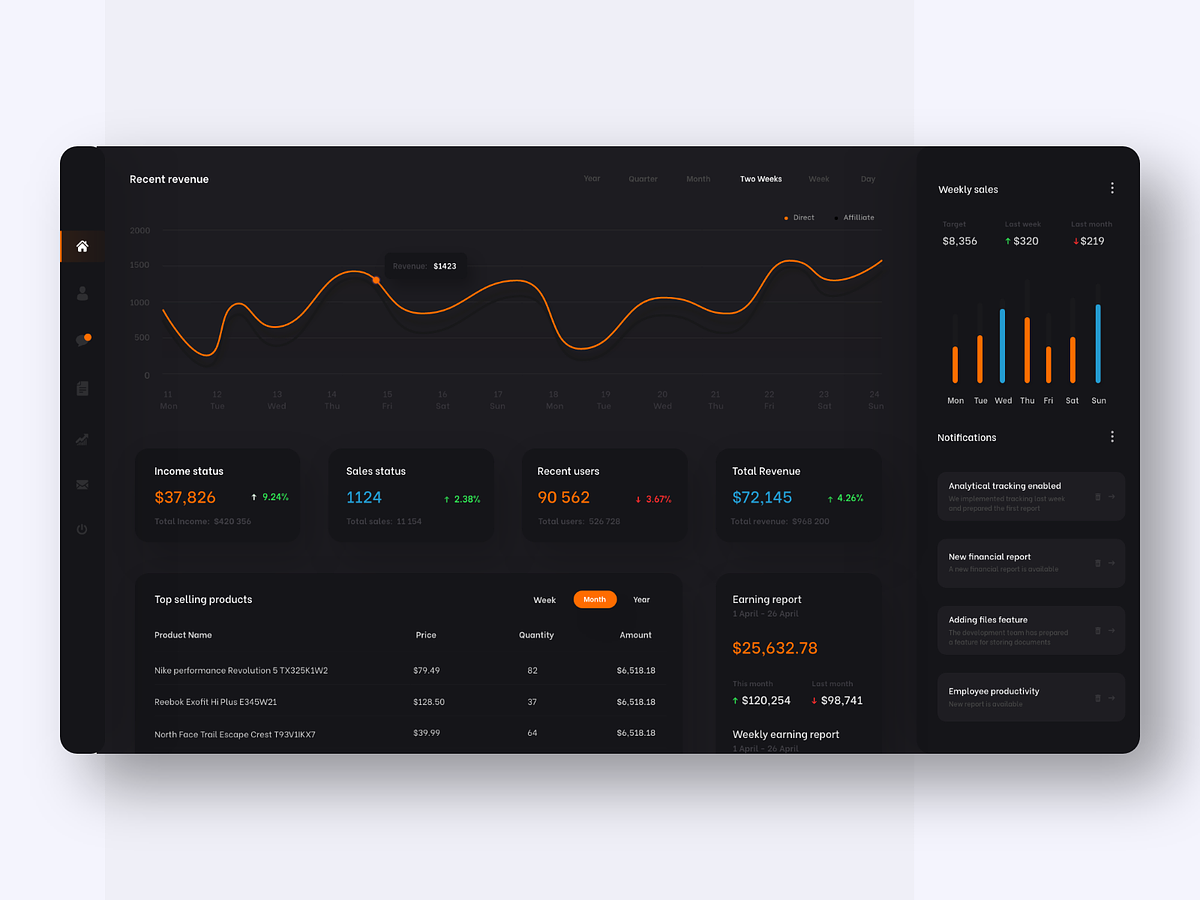 Recent revenue
Year Quarter Month Two Weeks Week Day
Direct Affilliate
2000
1500
1000
500
0
Revenue: $1423
11 12 13 14 15 16 17 18 19 20 21 22 23 24
Mon Tue Wed Thu Fri Sat Sun Mon Tue Wed Thu Fri Sat Sun
Income status
$37,826 ↑ 9.24%
Total Income: $420 356
Sales status
1124 ↑ 2.38%
Total sales: 11 154
Recent users
90 562 ↓ 3.67%
Total users: 526 728
Total Revenue
$72,145 ↑ 4.26%
Total revenue: $968 200
Top selling products
Week Month Year
Product Name Price Quantity Amount
Nike performance Revolution 5 TX325K1W2 $79.49 82 $6,518.18
Reebok Exofit Hi Plus E345W21 $128.50 37 $6,518.18
North Face Trail Escape Crest T93V1IKX7 $39.99 64 $6,518.18
Earning report
1 April – 26 April
$25,632.78
This month Last month
↑ $120,254 ↓ $98,741
Weekly earning report
1 April – 26 April
Weekly sales
Target Last week Last month
$8,356 ↑ $320 ↓ $219
Mon Tue Wed Thu Fri Sat Sun
Notifications
Analytical tracking enabled
We implemented tracking last week
and prepared the first report
New financial report
A new financial report is available
Adding files feature
The development team has prepared
a feature for storing documents
Employee productivity
New report is available